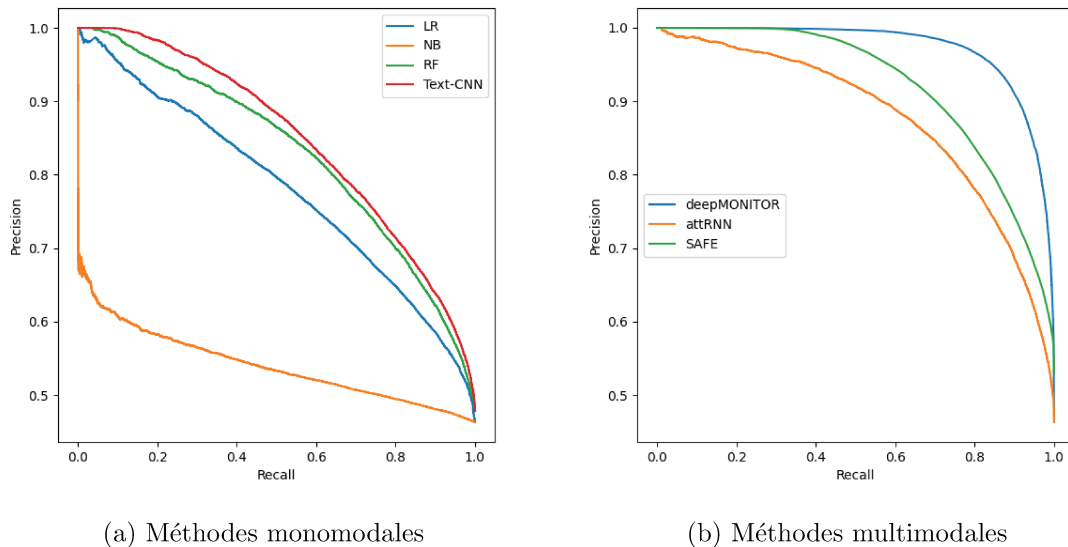 LR
NB
RF
Text-CNN
Precision
1.0
0.9
0.8
0.7
0.6
0.5
0.0
0.2
0.4
0.6
0.8
1.0
Recall
(a) Méthodes monomodales
deepMONITOR
attRNN
SAFE
Precision
1.0
0.9
0.8
0.7
0.6
0.5
0.0
0.2
0.4
0.6
0.8
1.0
Recall
(b) Méthodes multimodales